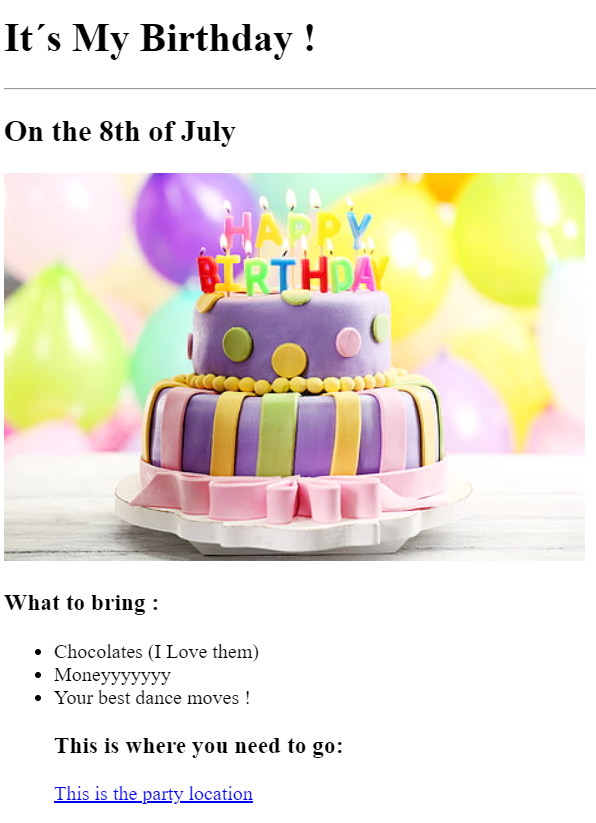 It´s My Birthday !
On the 8th of July
HAPPY
BIRTHDAY
What to bring :
Chocolates (I Love them)
Moneyyyyyyy
Your best dance moves !
This is where you need to go:
This is the party location